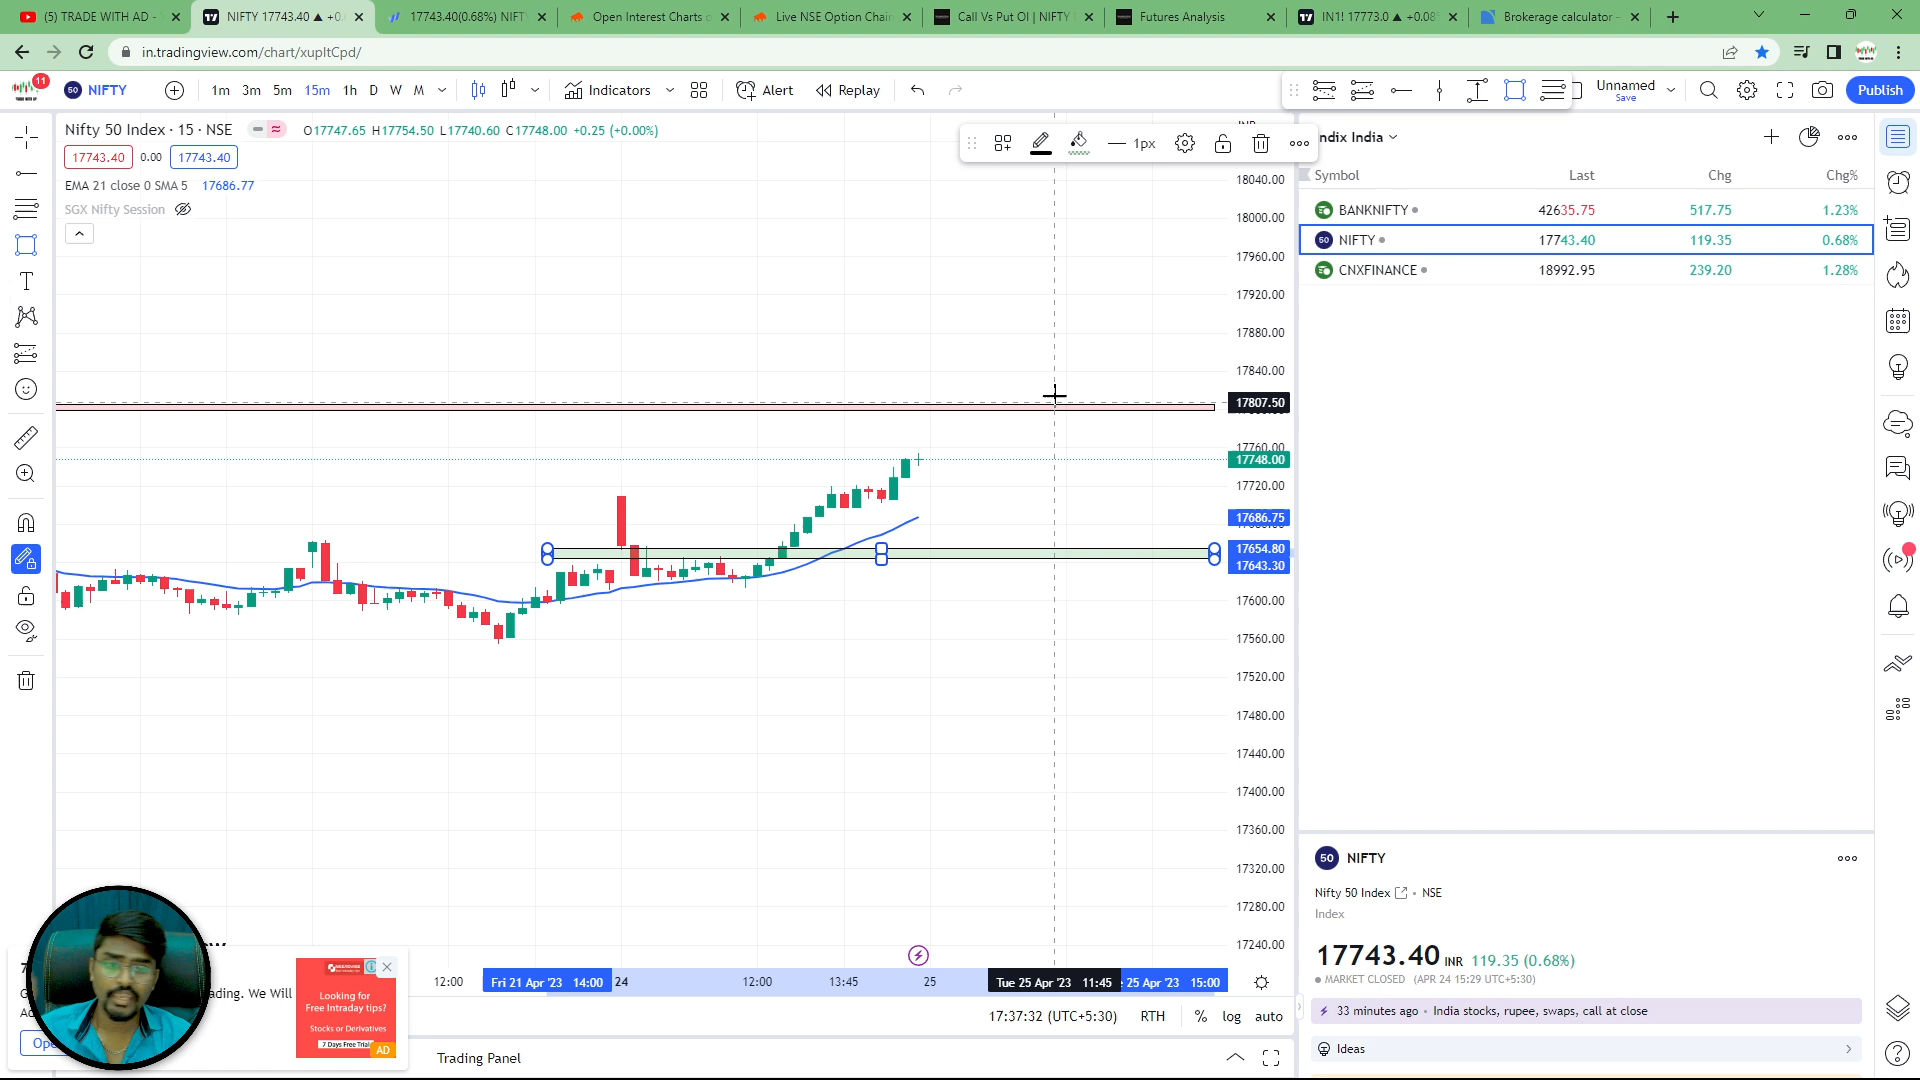 (5) TRADE WITH AD -
NIFTY 17743.40 ▲ +0.
17743.40(0.68%) NIFT
Open Interest Charts
Live NSE Option Chain
Call Vs Put OI | NIFTY
Futures Analysis
IN1! 17773.0 ▲ +0.08
Brokerage calculator -
in.tradingview.com/chart/xupltCpd/
11
50 NIFTY
1m 3m 5m 15m 1h D W M
Indicators
Alert
Replay
Unnamed
Save
Publish
Nifty 50 Index · 15 · NSE
O17747.65 H17754.50 L17740.60 C17748.00 +0.25 (+0.00%)
17743.40 0.00 17743.40
EMA 21 close 0 SMA 5 17686.77
SGX Nifty Session
1px
18040.00
18000.00
17960.00
17920.00
17880.00
17840.00
17807.50
17760.00
17748.00
17720.00
17686.75
17654.80
17643.30
17600.00
17560.00
17520.00
17480.00
17440.00
17400.00
17360.00
17320.00
17280.00
17240.00
12:00 Fri 21 Apr '23 14:00 24 12:00 13:45 25 Tue 25 Apr '23 11:45 25 Apr '23 15:00
17:37:32 (UTC+5:30) RTH % log auto
Trading Panel
ading. We Will
Looking for
Free Intraday tips?
Stocks or Derivatives
7 Days Free Trial
AD
ndix India
Symbol Last Chg Chg%
BANKNIFTY 42635.75 517.75 1.23%
50 NIFTY 17743.40 119.35 0.68%
CNXFINANCE 18992.95 239.20 1.28%
50 NIFTY
Nifty 50 Index · NSE
Index
17743.40 INR 119.35 (0.68%)
MARKET CLOSED (APR 24 15:29 UTC+5:30)
33 minutes ago · India stocks, rupee, swaps, call at close
Ideas